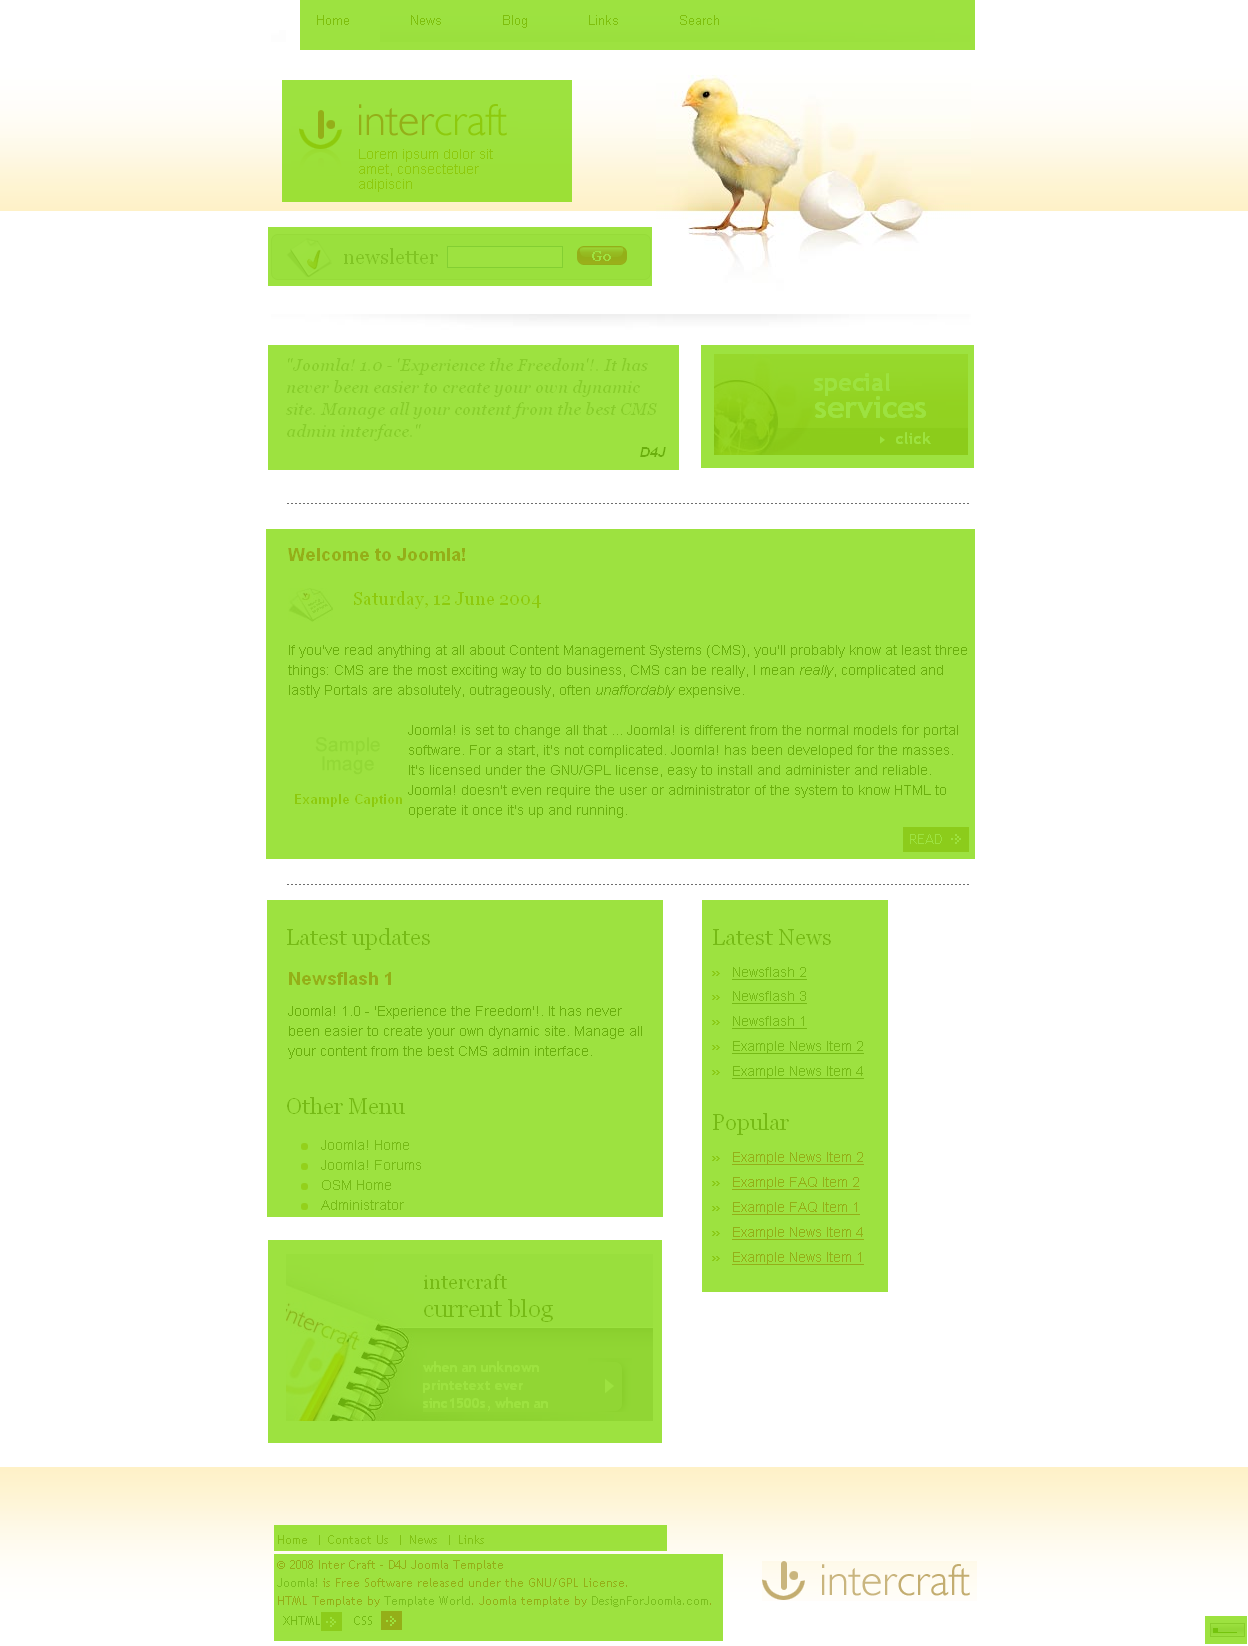 Home News Blog Links Search
intercraft
Lorem ipsum dolor sit
amet, consectetuer
adipiscin
newsletter Go
"Joomla! 1.0 - 'Experience the Freedom'!. It has
never been easier to create your own dynamic
site. Manage all your content from the best CMS
admin interface."
D4J
special
services
click
Welcome to Joomla!
Saturday, 12 June 2004
If you've read anything at all about Content Management Systems (CMS), you'll probably know at least three
things: CMS are the most exciting way to do business, CMS can be really, I mean really, complicated and
lastly Portals are absolutely, outrageously, often unaffordably expensive.
Sample
Image
Example Caption
Joomla! is set to change all that ... Joomla! is different from the normal models for portal
software. For a start, it's not complicated. Joomla! has been developed for the masses.
It's licensed under the GNU/GPL license, easy to install and administer and reliable.
Joomla! doesn't even require the user or administrator of the system to know HTML to
operate it once it's up and running.
READ
Latest updates
Newsflash 1
Joomla! 1.0 - 'Experience the Freedom'!. It has never
been easier to create your own dynamic site. Manage all
your content from the best CMS admin interface.
Other Menu
Joomla! Home
Joomla! Forums
OSM Home
Administrator
Latest News
Newsflash 2
Newsflash 3
Newsflash 1
Example News Item 2
Example News Item 4
Popular
Example News Item 2
Example FAQ Item 2
Example FAQ Item 1
Example News Item 4
Example News Item 1
intercraft
current blog
intercraft
when an unknown
printetext ever
sinc1500s, when an
Home | Contact Us | News | Links
© 2008 Inter Craft - D4J Joomla Template
Joomla! is Free Software released under the GNU/GPL License.
HTML Template by Template World. Joomla template by DesignForJoomla.com.
XHTML CSS
intercraft